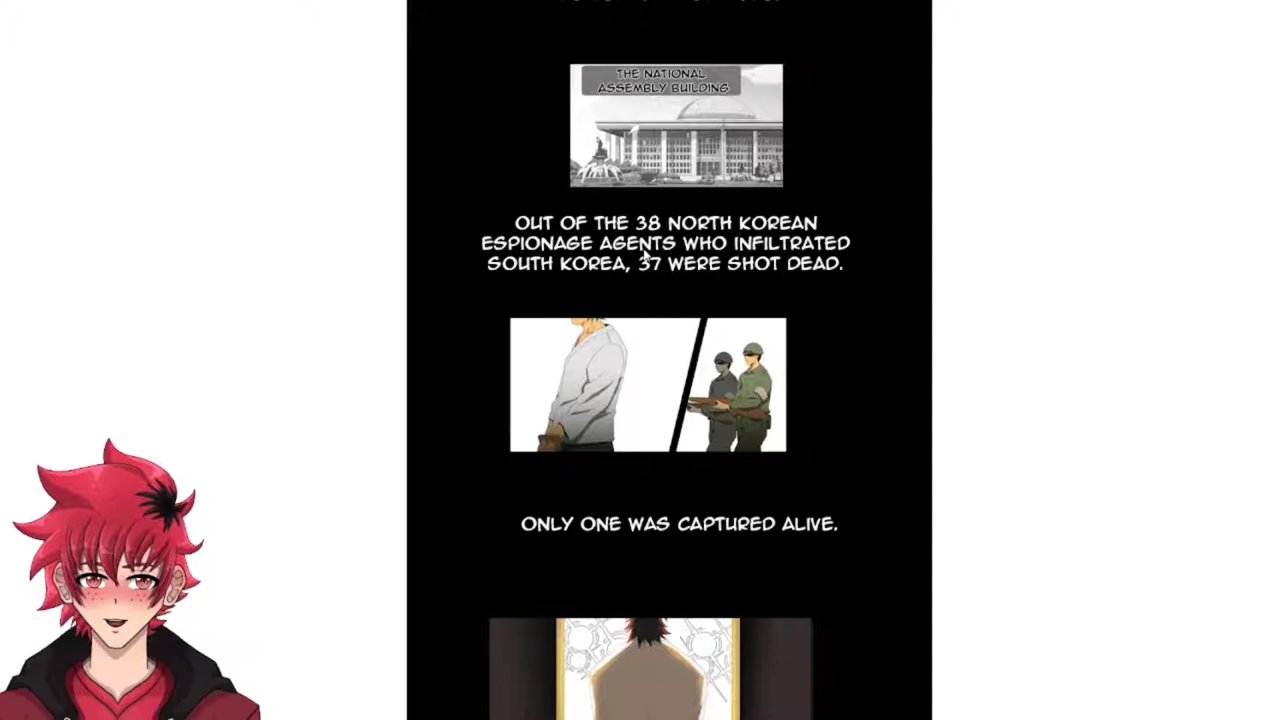 THE NATIONAL
ASSEMBLY BUILDING
OUT OF THE 38 NORTH KOREAN
ESPIONAGE AGENTS WHO INFILTRATED
SOUTH KOREA, 37 WERE SHOT DEAD.
ONLY ONE WAS CAPTURED ALIVE.